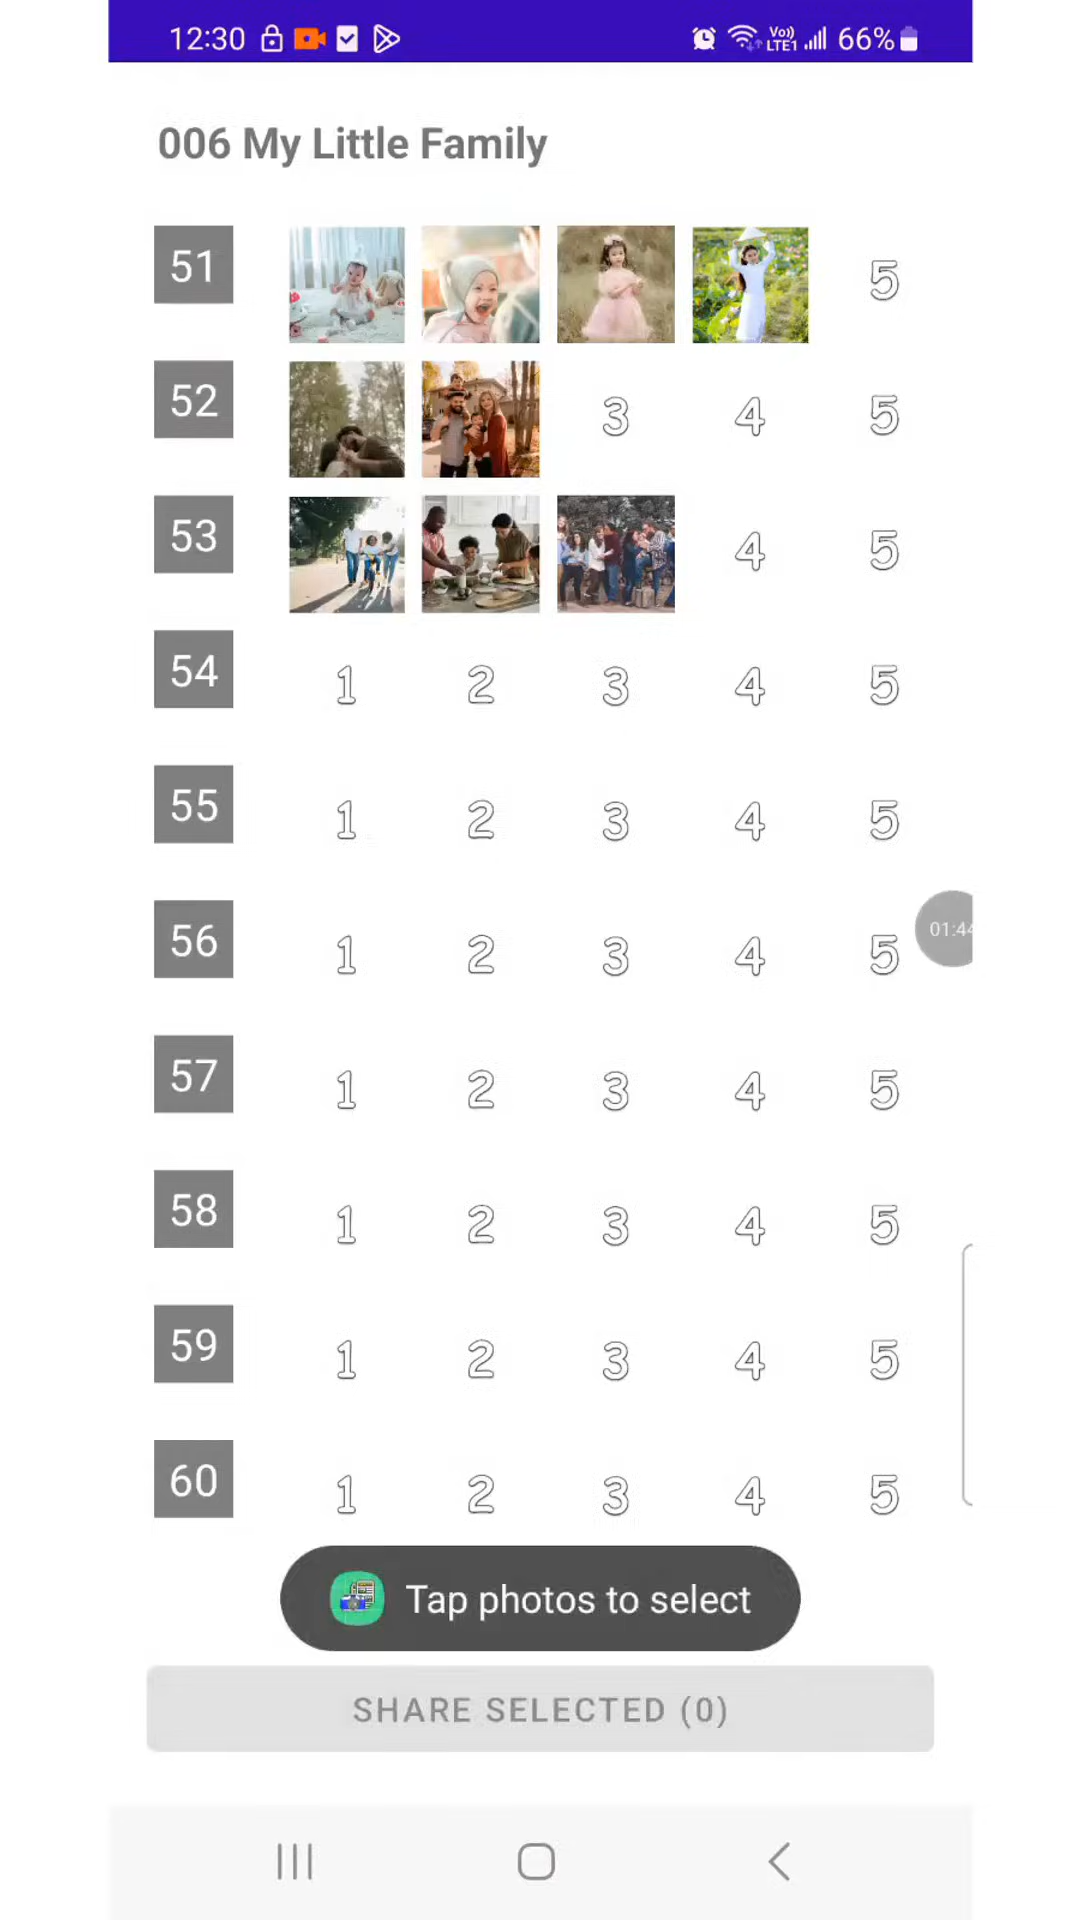 12:30 Vo)) LTE1 66%
006 My Little Family
51 5
52 3 4 5
53 4 5
54 1 2 3 4 5
55 1 2 3 4 5
56 1 2 3 4 5
01:44
57 1 2 3 4 5
58 1 2 3 4 5
59 1 2 3 4 5
60 1 2 3 4 5
Tap photos to select
SHARE SELECTED (0)